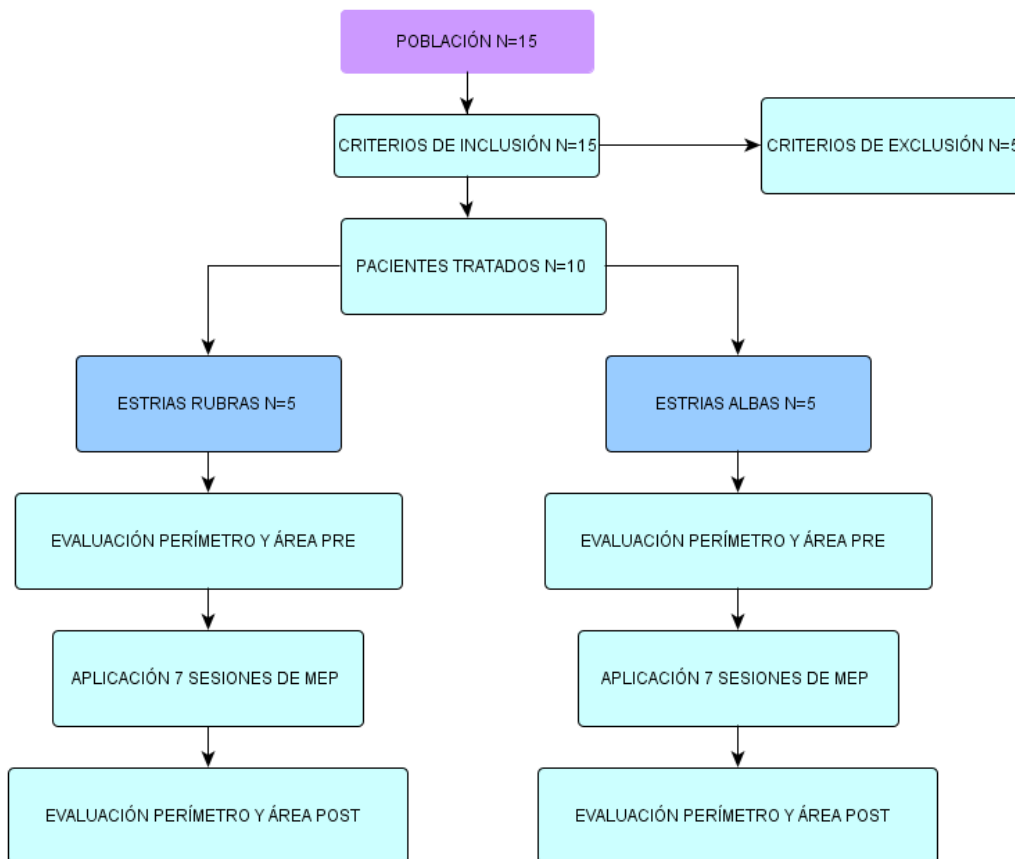 POBLACIÓN N=15
CRITERIOS DE INCLUSIÓN N=15
CRITERIOS DE EXCLUSIÓN N=5
PACIENTES TRATADOS N=10
ESTRIAS RUBRAS N=5
ESTRIAS ALBAS N=5
EVALUACIÓN PERÍMETRO Y ÁREA PRE
EVALUACIÓN PERÍMETRO Y ÁREA PRE
APLICACIÓN 7 SESIONES DE MEP
APLICACIÓN 7 SESIONES DE MEP
EVALUACIÓN PERÍMETRO Y ÁREA POST
EVALUACIÓN PERÍMETRO Y ÁREA POST